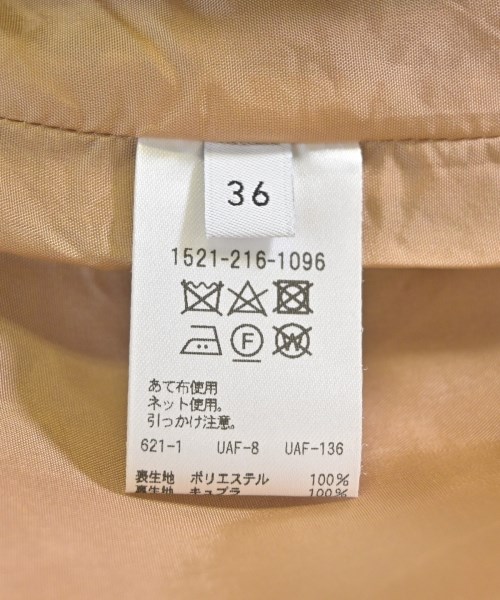 36
1521-216-1096
あて布使用
ネット使用。
引っかけ注意。
621-1 UAF-8 UAF-136
表生地 ポリエステル 100%
裏生地 キュプラ 100%